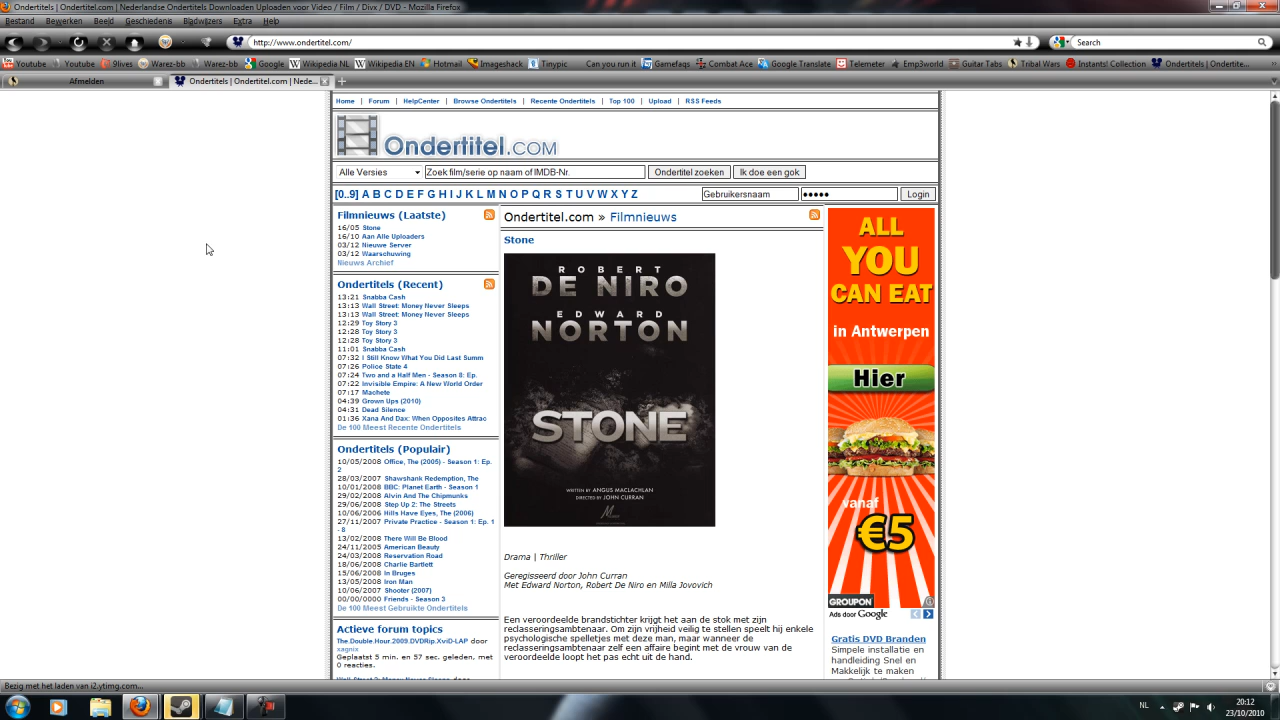 Ondertitels | Ondertitel.com | Nederlandse Ondertitels Downloaden Uploaden voor Video / Film / Divx / DVD - Mozilla Firefox
Bestand Bewerken Beeld Geschiedenis Bladwijzers Extra Help
http://www.ondertitel.com/ Search
Youtube Youtube 9lives Warez-bb Warez-bb Google Wikipedia NL Wikipedia EN Hotmail Imageshack Tinypic Can you run it Gamefaqs Combat Ace Google Translate Telemeter Emp3world Guitar Tabs Tribal Wars Instants! Collection Ondertitels | Ondertite...
Afmelden Ondertitels | Ondertitel.com | Nede...
Home | Forum | HelpCenter | Browse Ondertitels | Recente Ondertitels | Top 100 | Upload | RSS Feeds
Ondertitel.COM
Alle Versies Zoek film/serie op naam of IMDB-Nr. Ondertitel zoeken Ik doe een gok
[0..9] A B C D E F G H I J K L M N O P Q R S T U V W X Y Z Gebruikersnaam ●●●●● Login
Filmnieuws (Laatste)
16/05 Stone
16/10 Aan Alle Uploaders
03/12 Nieuwe Server
03/12 Waarschuwing
Nieuws Archief
Ondertitels (Recent)
13:21 Snabba Cash
13:13 Wall Street: Money Never Sleeps
13:13 Wall Street: Money Never Sleeps
12:29 Toy Story 3
12:28 Toy Story 3
12:28 Toy Story 3
11:01 Snabba Cash
07:32 I Still Know What You Did Last Summ
07:26 Police State 4
07:24 Two and a Half Men - Season 8: Ep.
07:22 Invisible Empire: A New World Order
07:17 Machete
04:39 Grown Ups (2010)
04:31 Dead Silence
01:36 Xana And Dax: When Opposites Attrac
De 100 Meest Recente Ondertitels
Ondertitels (Populair)
10/05/2008 Office, The (2005) - Season 1: Ep.
2
28/03/2007 Shawshank Redemption, The
10/01/2008 BBC: Planet Earth - Season 1
29/02/2008 Alvin And The Chipmunks
29/06/2008 Step Up 2: The Streets
10/06/2006 Hills Have Eyes, The (2006)
27/11/2007 Private Practice - Season 1: Ep. 1
- 8
13/02/2008 There Will Be Blood
24/11/2005 American Beauty
24/03/2008 Reservation Road
18/06/2008 Charlie Bartlett
15/06/2008 In Bruges
13/05/2008 Iron Man
10/06/2007 Shooter (2007)
00/00/0000 Friends - Season 3
De 100 Meest Gebruikte Ondertitels
Actieve forum topics
The.Double.Hour.2009.DVDRip.XviD-LAP door
xagnix
Geplaatst 5 min. en 57 sec. geleden, met
0 reacties.
Ondertitel.com » Filmnieuws
Stone
ROBERT
DE NIRO
EDWARD
NORTON
STONE
WRITTEN BY ANGUS MACLACHLAN
DIRECTED BY JOHN CURRAN
Drama | Thriller
Geregisseerd door John Curran
Met Edward Norton, Robert De Niro en Milla Jovovich
Een veroordeelde brandstichter krijgt het aan de stok met zijn
reclasseringsambtenaar. Om zijn vrijheid veilig te stellen speelt hij enkele
psychologische spelletjes met deze man, maar wanneer de
reclasseringsambtenaar zelf een affaire begint met de vrouw van de
veroordeelde loopt het pas echt uit de hand.
ALL
YOU
CAN EAT
in Antwerpen
Hier
vanaf
€5
GROUPON
Ads door Google
Gratis DVD Branden
Simpele installatie en
handleiding Snel en
Makkelijk te maken
Bezig met het laden van i2.ytimg.com...
NL 20:12
23/10/2010